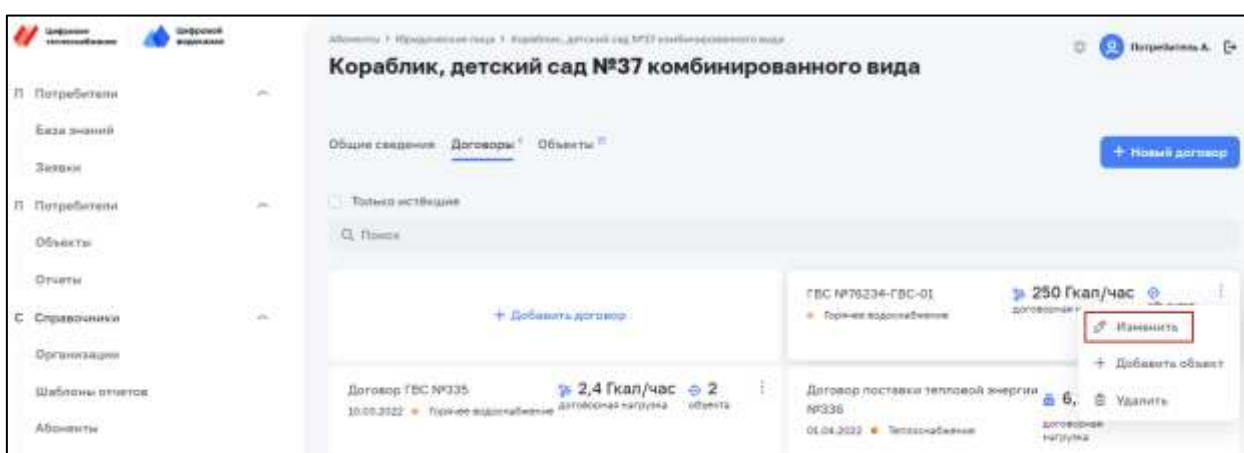 Цифровое теплоснабжение
Цифровой водоканал
Абоненты > Юридические лица > Кораблик, детский сад №37 комбинированного вида
Потребитель А.
Кораблик, детский сад №37 комбинированного вида
П Потребители
База знаний
Заявки
П Потребители
Объекты
Отчеты
С Справочники
Организации
Шаблоны отчетов
Абоненты
Общие сведения Договоры Объекты
+ Новый договор
Только истёкшие
Поиск
+ Добавить договор
ГВС №76234-ГВС-01
Горячее водоснабжение
250 Гкал/час
Изменить
+ Добавить объект
Удалить
Договор ГВС №335
10.03.2022 Горячее водоснабжение
2,4 Гкал/час
договорная нагрузка
2
объекта
Договор поставки тепловой энергии
№336
01.04.2022 Теплоснабжение
6,
договорная
нагрузка